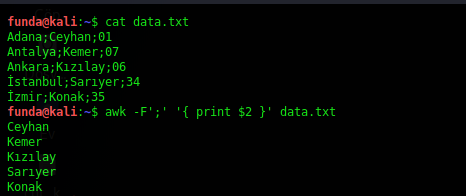 funda@kali:~$ cat data.txt
Adana;Ceyhan;01
Antalya;Kemer;07
Ankara;Kızılay;06
İstanbul;Sarıyer;34
İzmir;Konak;35
funda@kali:~$ awk -F';' '{ print $2 }' data.txt
Ceyhan
Kemer
Kızılay
Sarıyer
Konak